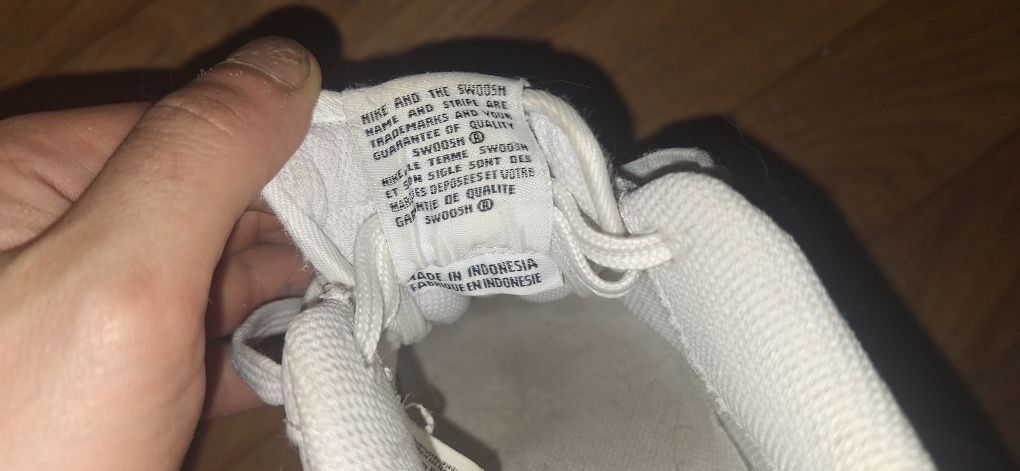 NIKE AND THE SWOOSH
NAME AND STRIPE ARE
TRADEMARKS AND YOUR
GUARANTEE OF QUALITY
SWOOSH ®
NIKE, LE TERME SWOOSH
ET SON SIGLE SONT DES
MARQUES DEPOSEES ET VOTRE
GARANTIE DE QUALITE
SWOOSH ®
MADE IN INDONESIA
FABRIQUE EN INDONESIE